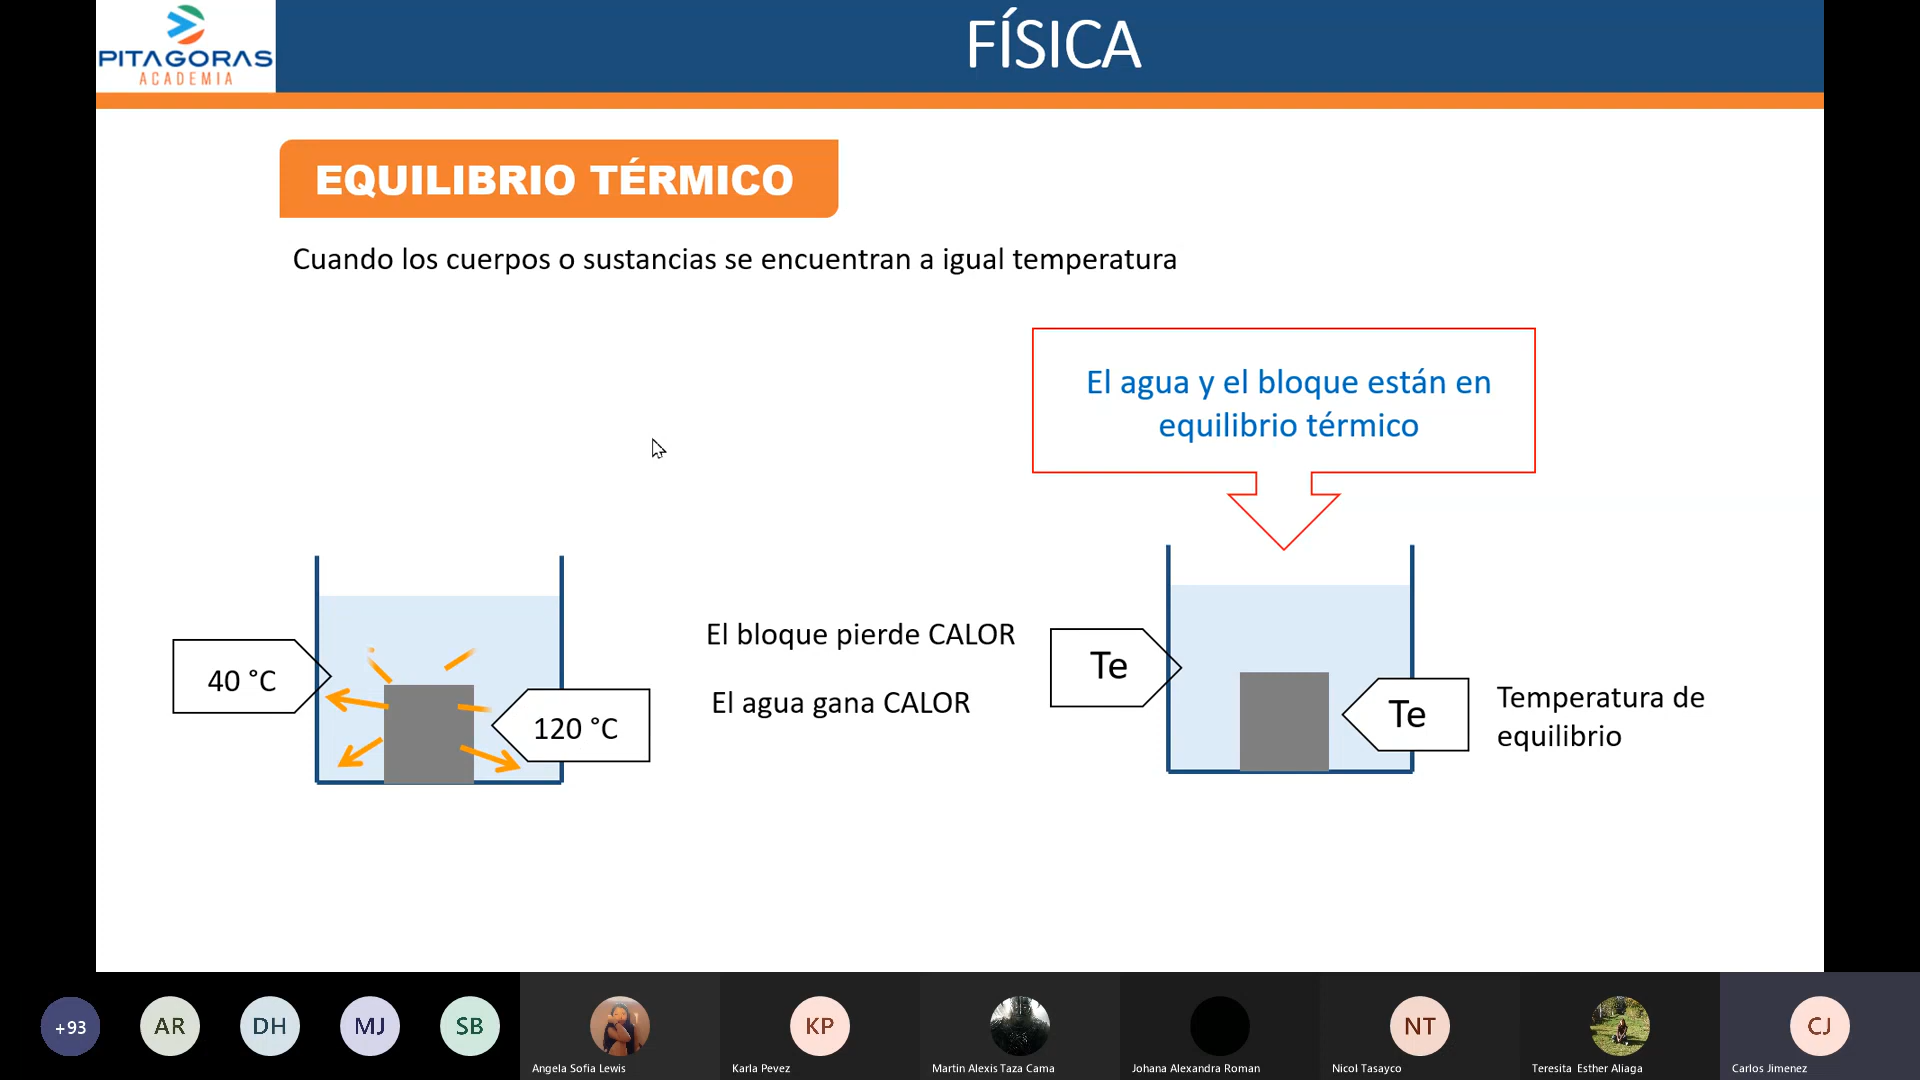 PITAGORAS
ACADEMIA
FÍSICA
EQUILIBRIO TÉRMICO
Cuando los cuerpos o sustancias se encuentran a igual temperatura
El agua y el bloque están en
equilibrio térmico
40 °C
120 °C
El bloque pierde CALOR
El agua gana CALOR
Te
Te
Temperatura de
equilibrio
+93
AR
DH
MJ
SB
KP
NT
CJ
Angela Sofia Lewis
Karla Pevez
Martin Alexis Taza Cama
Johana Alexandra Roman
Nicol Tasayco
Teresita Esther Aliaga
Carlos Jimenez